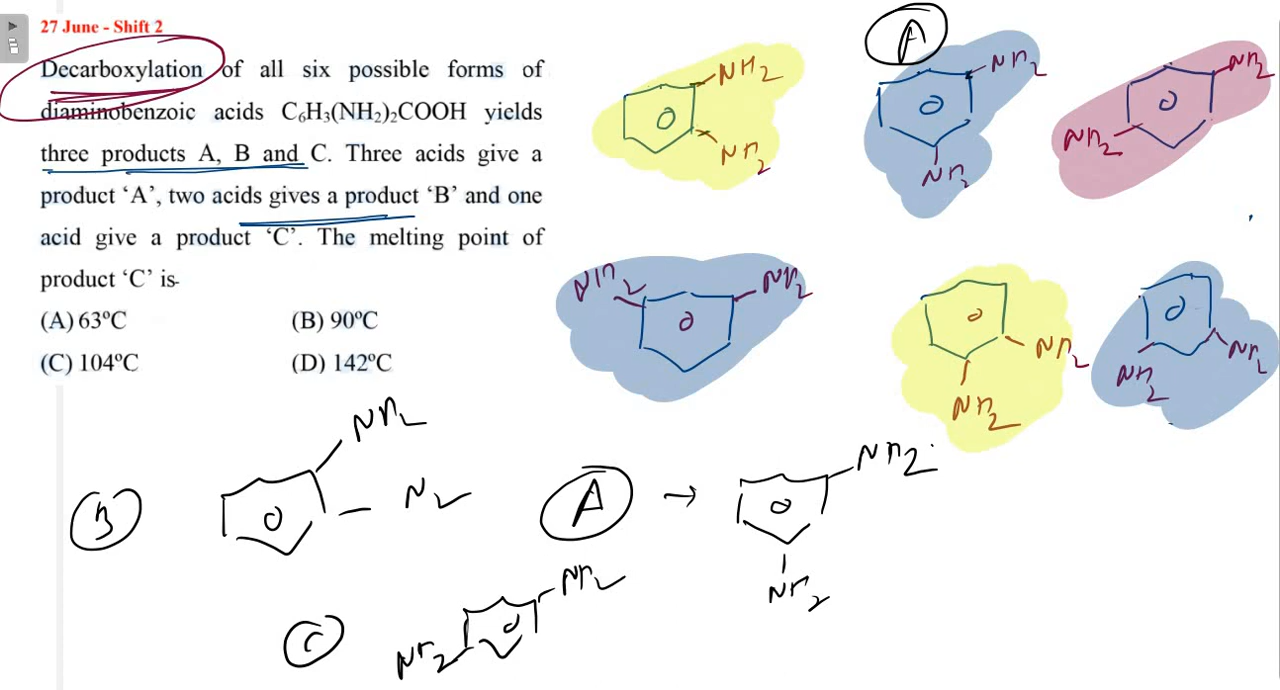 27 June - Shift 2
Decarboxylation of all six possible forms of
diaminobenzoic acids C₆H₃(NH₂)₂COOH yields
three products A, B and C. Three acids give a
product ‘A’, two acids gives a product ‘B’ and one
acid give a product ‘C’. The melting point of
product ‘C’ is-
(A) 63ºC (B) 90ºC
(C) 104ºC (D) 142ºC
NH₂
NH₂
A
NH₂
NH₂
NH₂
NH₂
NH₂ NH₂
NH₂
NH₂
NH₂
NH₂
B
NH₂
N₂
A →
NH₂
NH₂
C
NH₂
NH₂